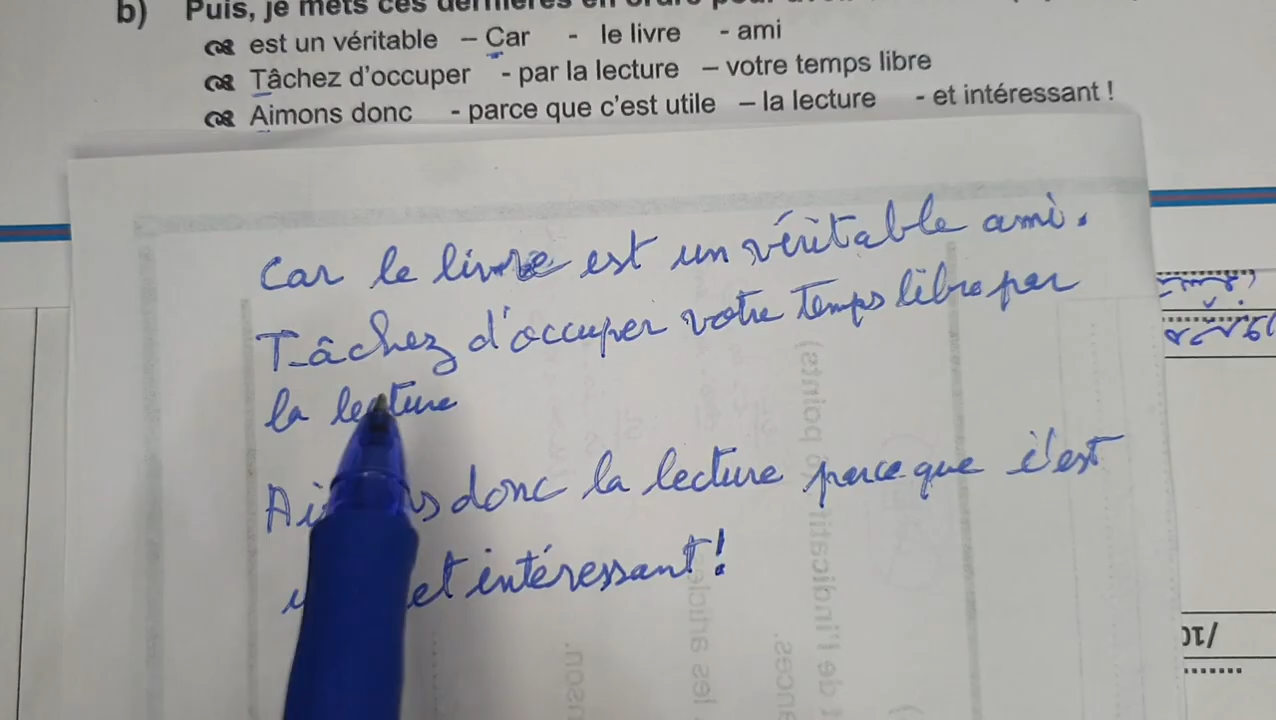 b) Puis, je mets ces dernières en ordre pour
est un véritable – Car - le livre - ami
Tâchez d'occuper - par la lecture – votre temps libre
Aimons donc - parce que c'est utile – la lecture - et intéressant !
Car le livre est un véritable ami.
Tâchez d'occuper votre temps libre par
la lecture
donc la lecture parce que c'est
et intéressant !
/10